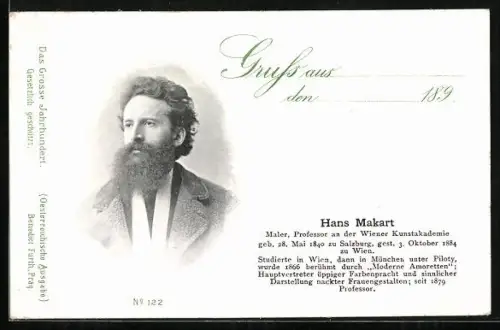 Das Grosse Jahrhundert.
Gesetzlich geschützt.
(Oesterreichische Ausgabe)
Benedict Fürth, Prag.
Gruss aus
den 189
Hans Makart
Maler, Professor an der Wiener Kunstakademie
geb. 28. Mai 1840 zu Salzburg, gest. 3. Oktober 1884
zu Wien.
Studierte in Wien, dann in München unter Piloty,
wurde 1866 berühmt durch „Moderne Amoretten“;
Hauptvertreter üppiger Farbenpracht und sinnlicher
Darstellung nackter Frauengestalten; seit 1879
Professor.
No 122